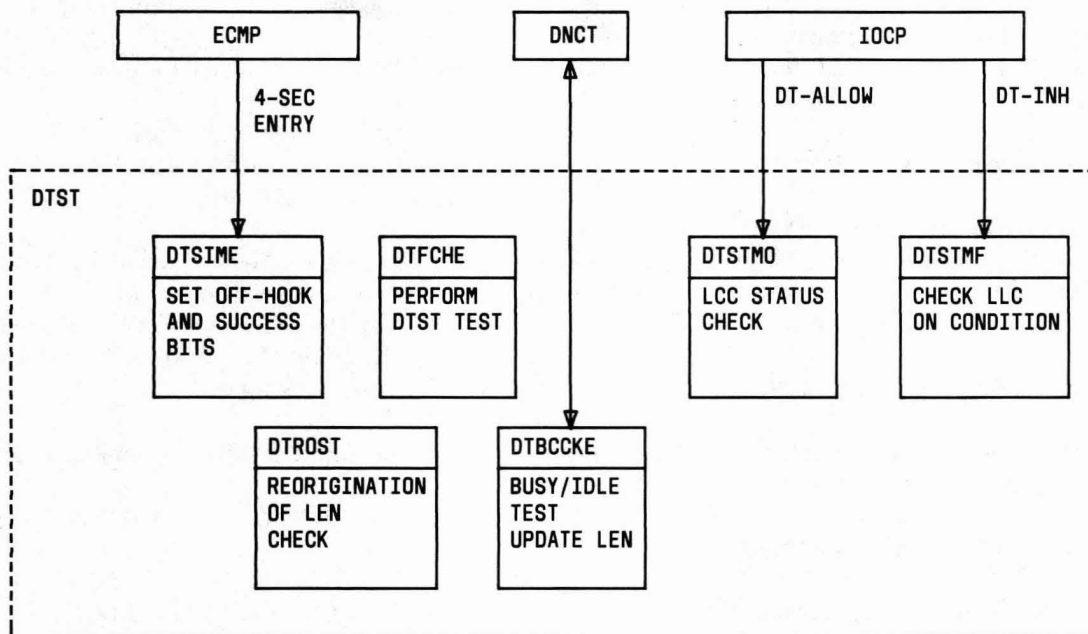 ECMP
DNCT
IOCP
4-SEC
ENTRY
DT-ALLOW
DT-INH
DTST
DTSIME
SET OFF-HOOK
AND SUCCESS
BITS
DTFCHE
PERFORM
DTST TEST
DTSTMO
LCC STATUS
CHECK
DTSTMF
CHECK LLC
ON CONDITION
DTROST
REORIGINATION
OF LEN
CHECK
DTBCCKE
BUSY/IDLE
TEST
UPDATE LEN